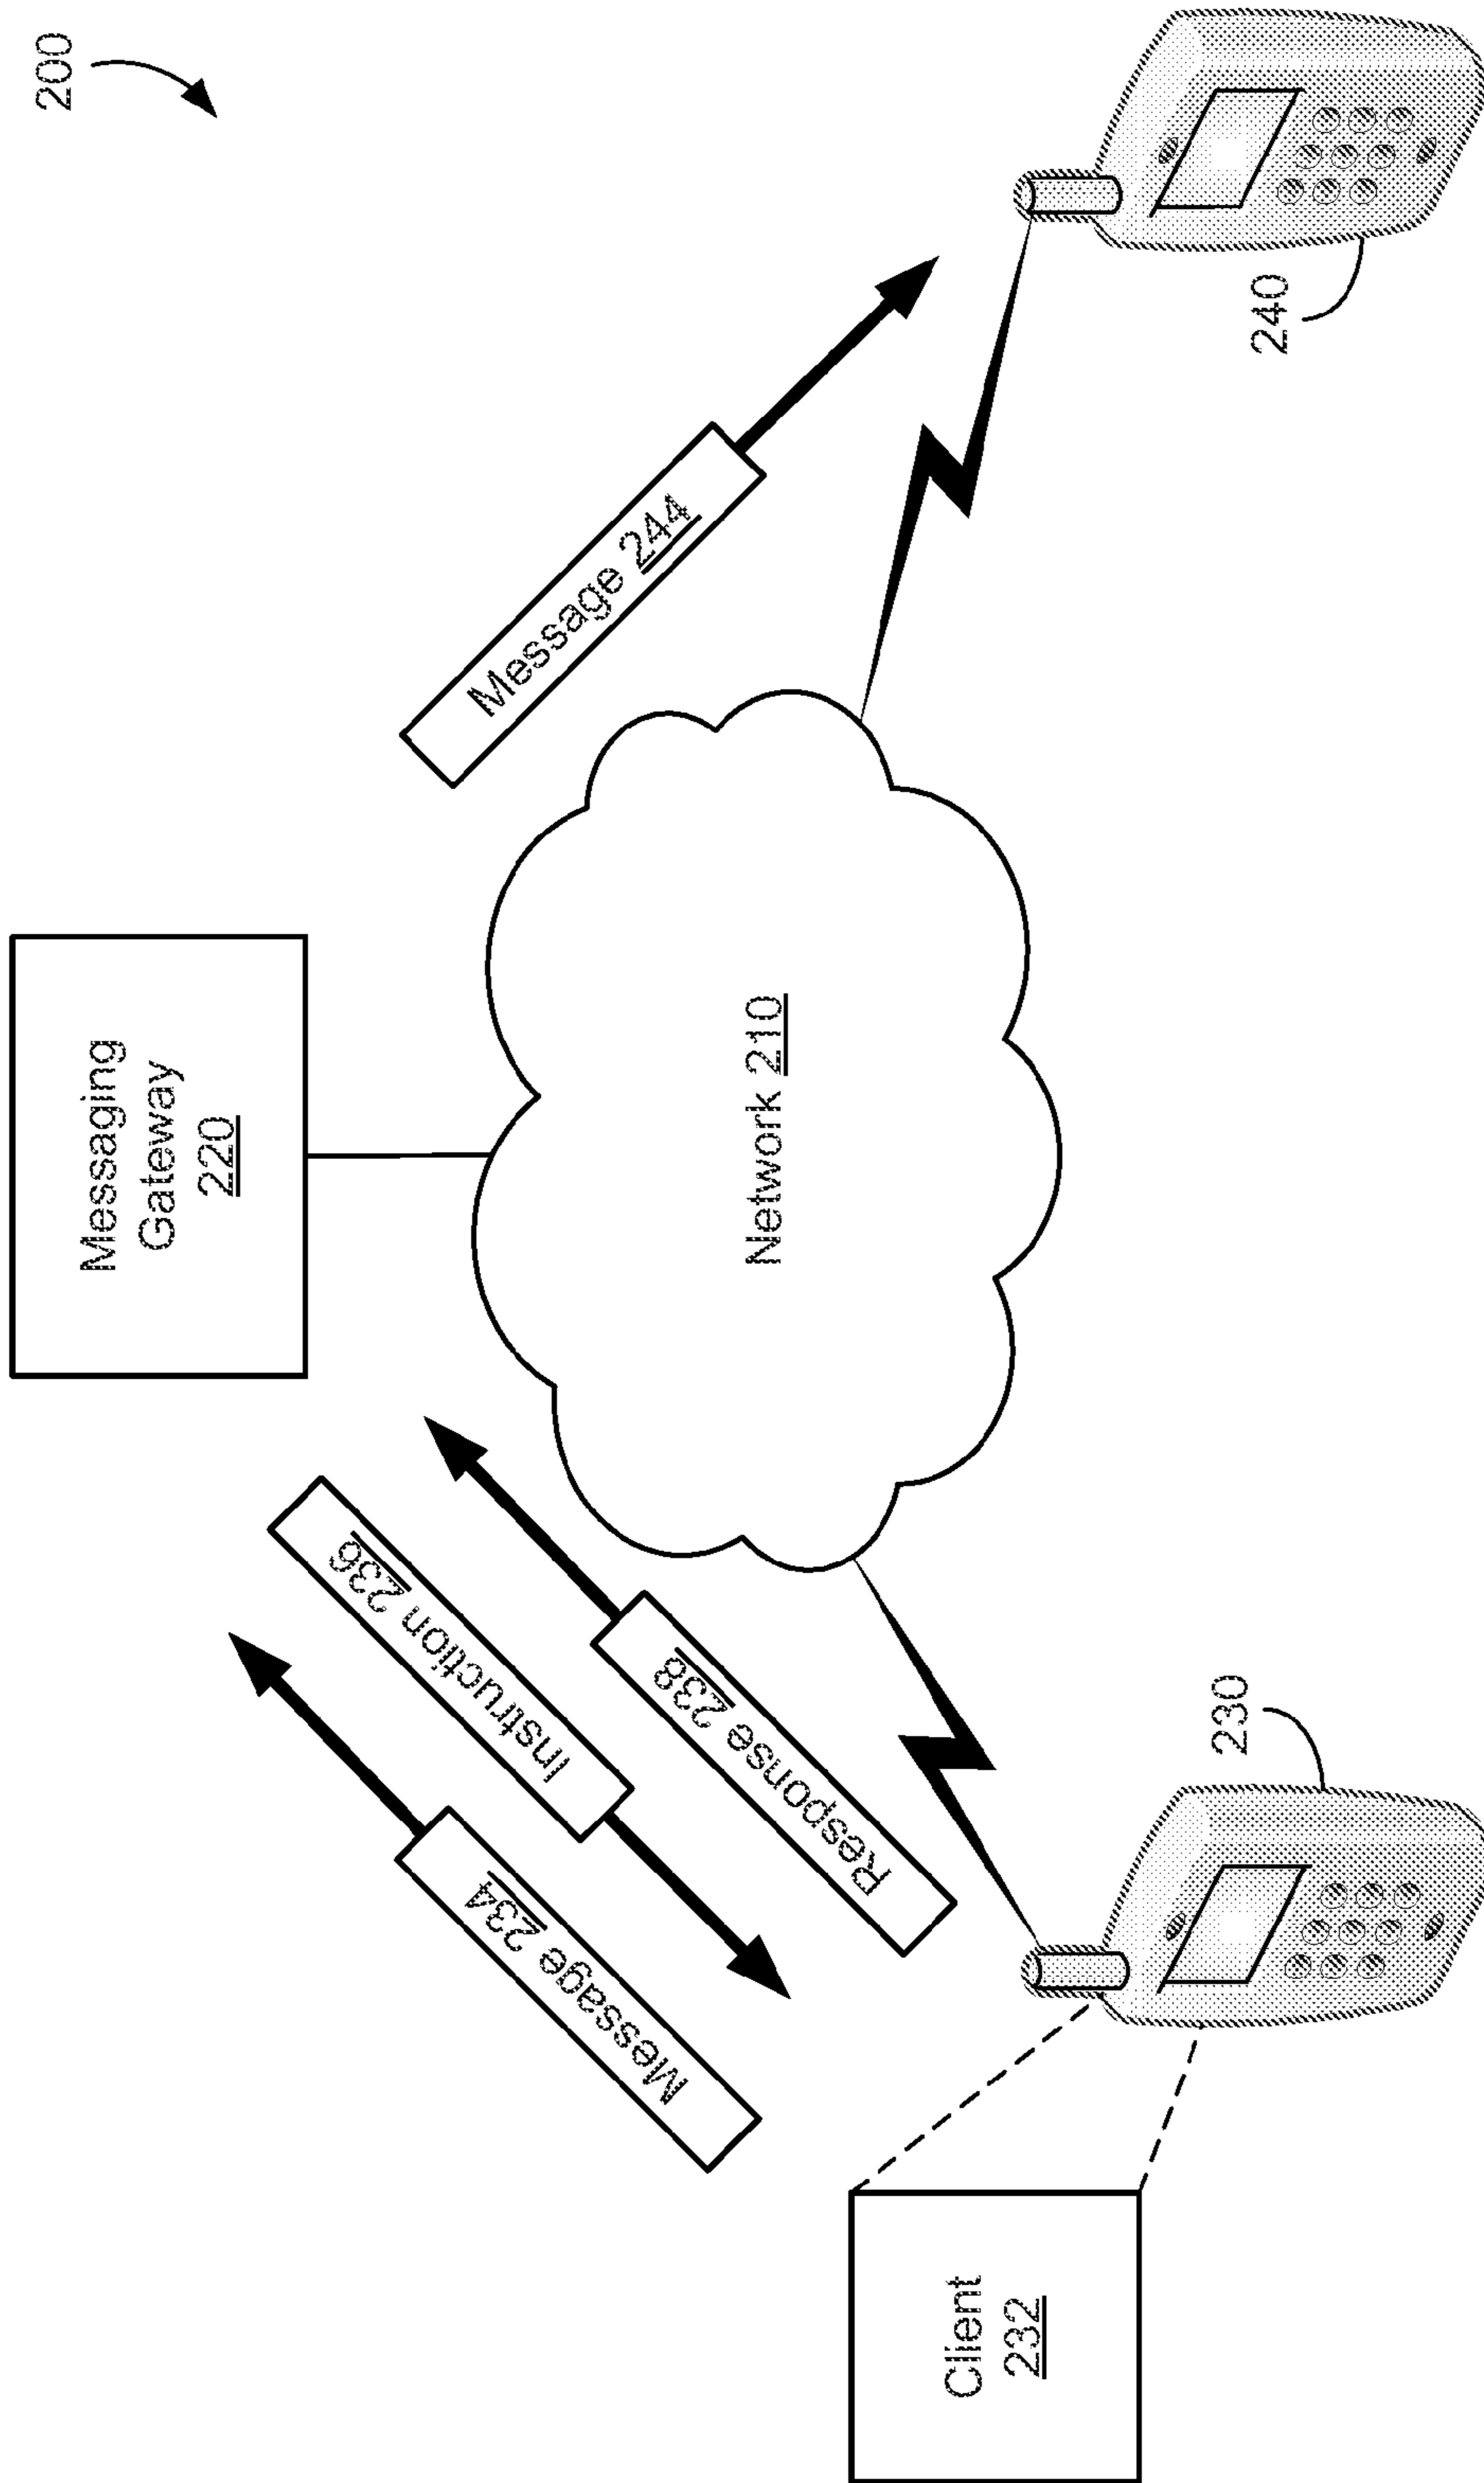 200
Messaging
Gateway
220
Message 234
Instruction 236
Response 238
Message 244
Network 210
Client
232
230
240